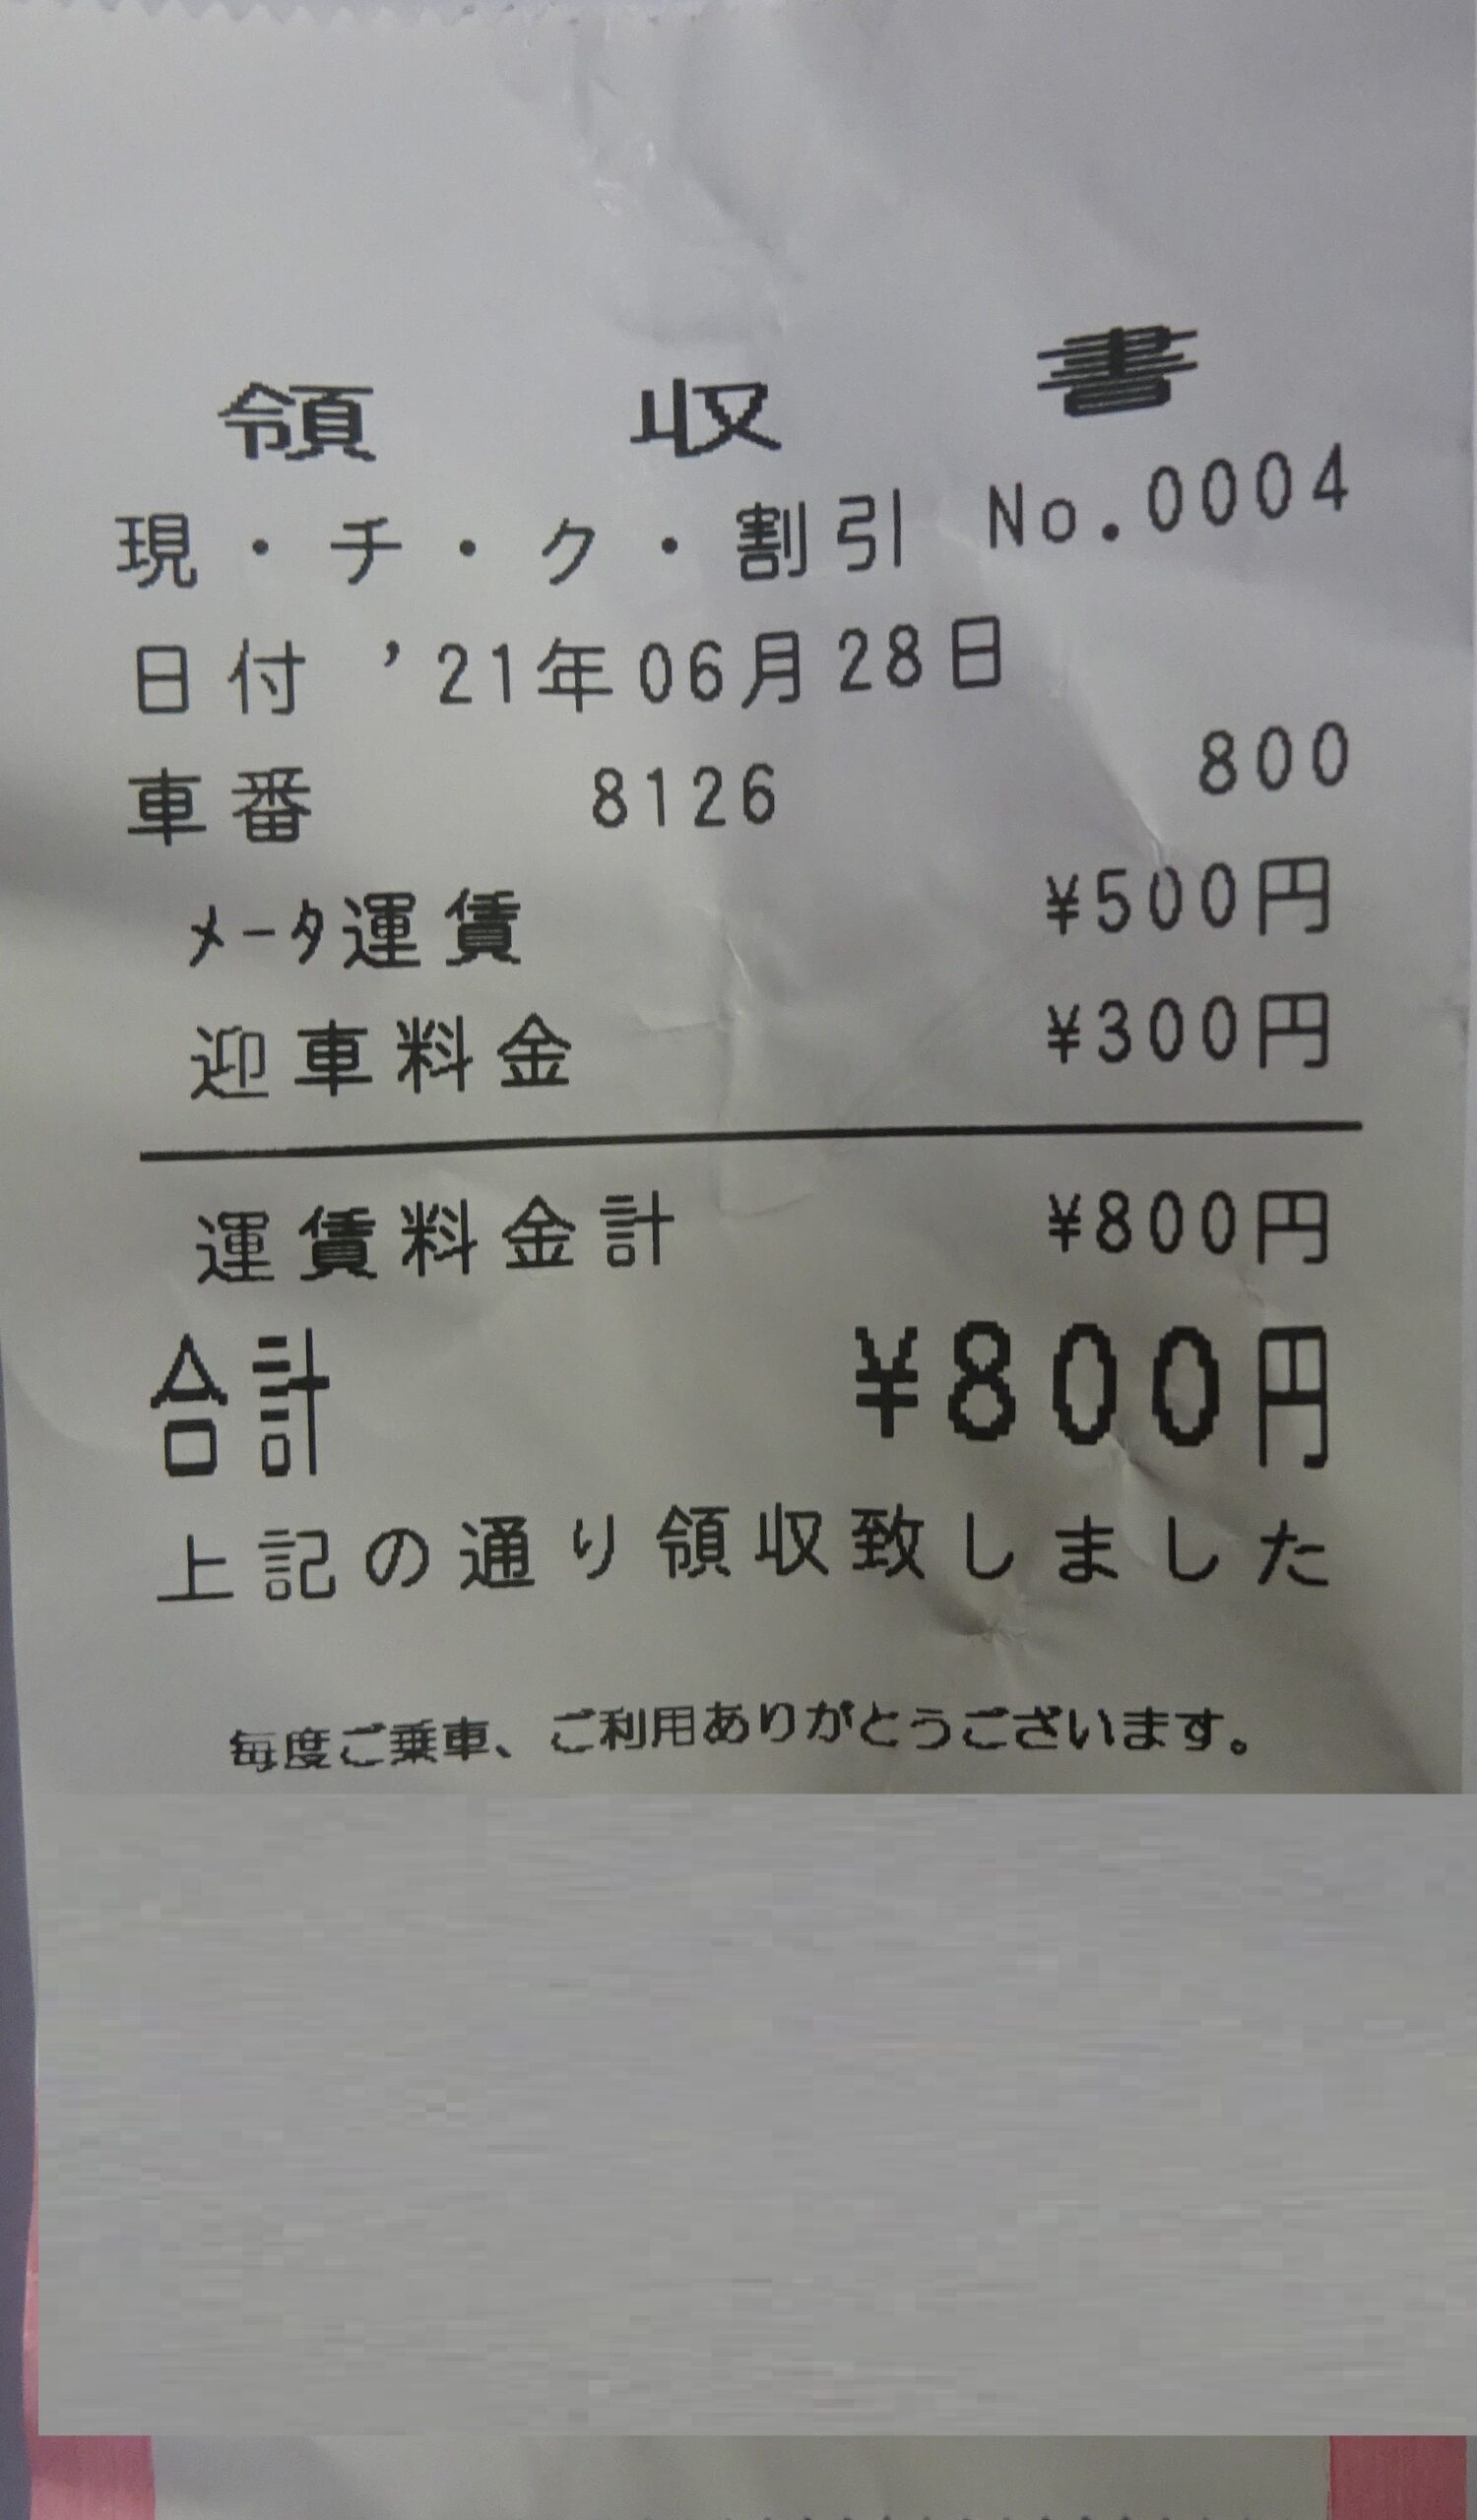 領収書
現・チ・ク・割引 No.0004
日付 '21年06月28日
車番 8126 800
ﾒｰﾀ運賃 ¥500円
迎車料金 ¥300円
運賃料金計 ¥800円
合計 ¥800円
上記の通り領収致しました
毎度ご乗車、ご利用ありがとうございます。